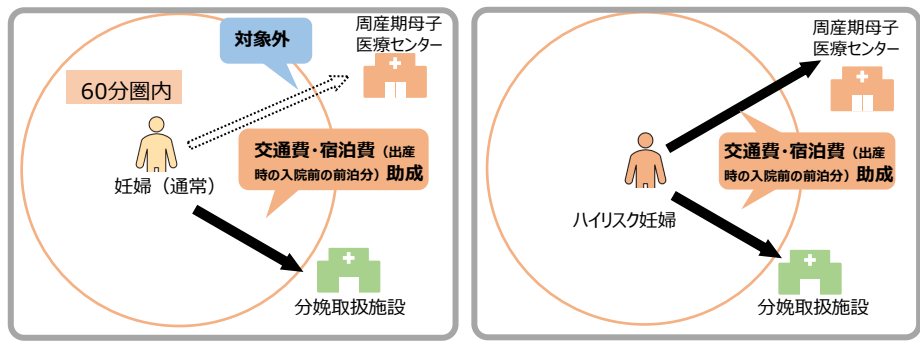 対象外
周産期母子
医療センター
60分圏内
妊婦（通常）
交通費・宿泊費（出産
時の入院前の前泊分）助成
分娩取扱施設
周産期母子
医療センター
交通費・宿泊費（出産
時の入院前の前泊分）助成
ハイリスク妊婦
分娩取扱施設